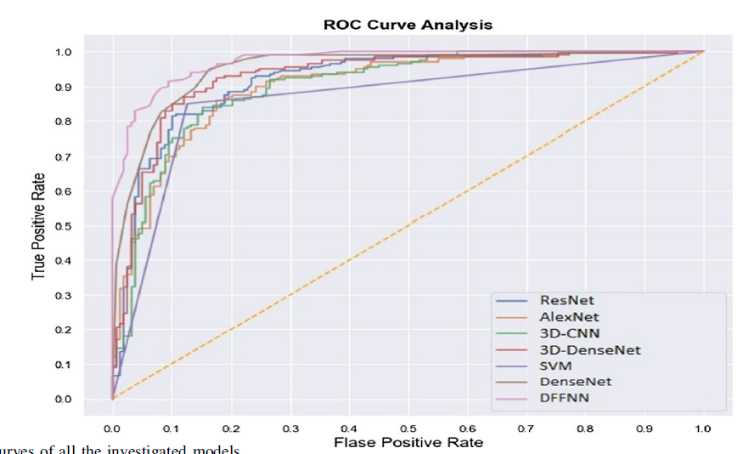 ROC Curve Analysis
1.0
0.9
0.8
0.7
0.6
0.5
0.4
0.3
0.2
0.1
0.0
True Positive Rate
ResNet
AlexNet
3D-CNN
3D-DenseNet
SVM
DenseNet
DFFNN
0.0 0.1 0.2 0.3 0.4 0.5 0.6 0.7 0.8 0.9 1.0
Flase Positive Rate
urves of all the investigated models